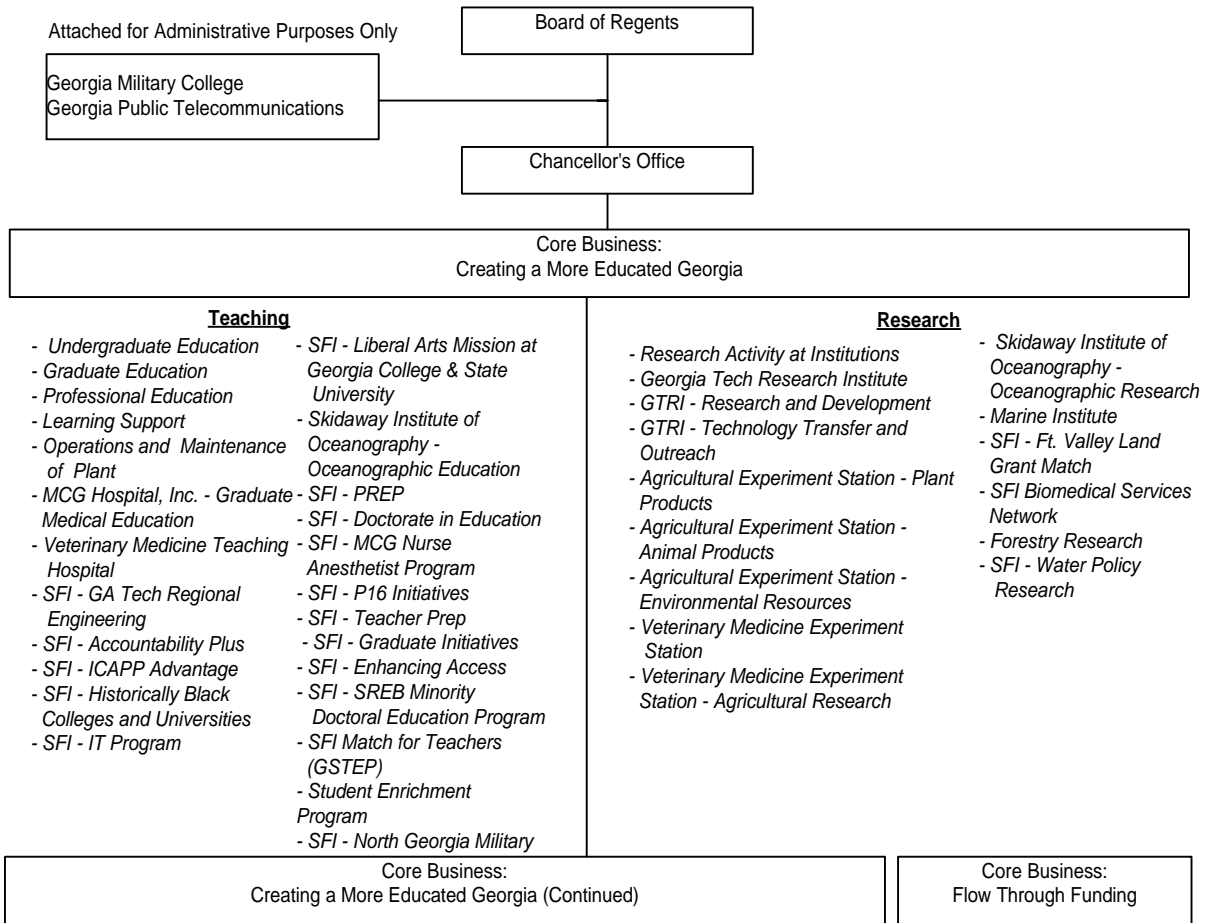 Attached for Administrative Purposes Only
Board of Regents
Georgia Military College
Georgia Public Telecommunications
Chancellor's Office
Core Business:
Creating a More Educated Georgia
Teaching
- Undergraduate Education
- Graduate Education
- Professional Education
- Learning Support
- Operations and Maintenance
of Plant
- MCG Hospital, Inc. - Graduate
Medical Education
- Veterinary Medicine Teaching
Hospital
- SFI - GA Tech Regional
Engineering
- SFI - Accountability Plus
- SFI - ICAPP Advantage
- SFI - Historically Black
Colleges and Universities
- SFI - IT Program
- SFI - Liberal Arts Mission at
Georgia College & State
University
- Skidaway Institute of
Oceanography -
Oceanographic Education
- SFI - PREP
- SFI - Doctorate in Education
- SFI - MCG Nurse
Anesthetist Program
- SFI - P16 Initiatives
- SFI - Teacher Prep
- SFI - Graduate Initiatives
- SFI - Enhancing Access
- SFI - SREB Minority
Doctoral Education Program
- SFI Match for Teachers
(GSTEP)
- Student Enrichment
Program
- SFI - North Georgia Military
Research
- Research Activity at Institutions
- Georgia Tech Research Institute
- GTRI - Research and Development
- GTRI - Technology Transfer and
Outreach
- Agricultural Experiment Station - Plant
Products
- Agricultural Experiment Station -
Animal Products
- Agricultural Experiment Station -
Environmental Resources
- Veterinary Medicine Experiment
Station
- Veterinary Medicine Experiment
Station - Agricultural Research
- Skidaway Institute of
Oceanography -
Oceanographic Research
- Marine Institute
- SFI - Ft. Valley Land
Grant Match
- SFI Biomedical Services
Network
- Forestry Research
- SFI - Water Policy
Research
Core Business:
Creating a More Educated Georgia (Continued)
Core Business:
Flow Through Funding